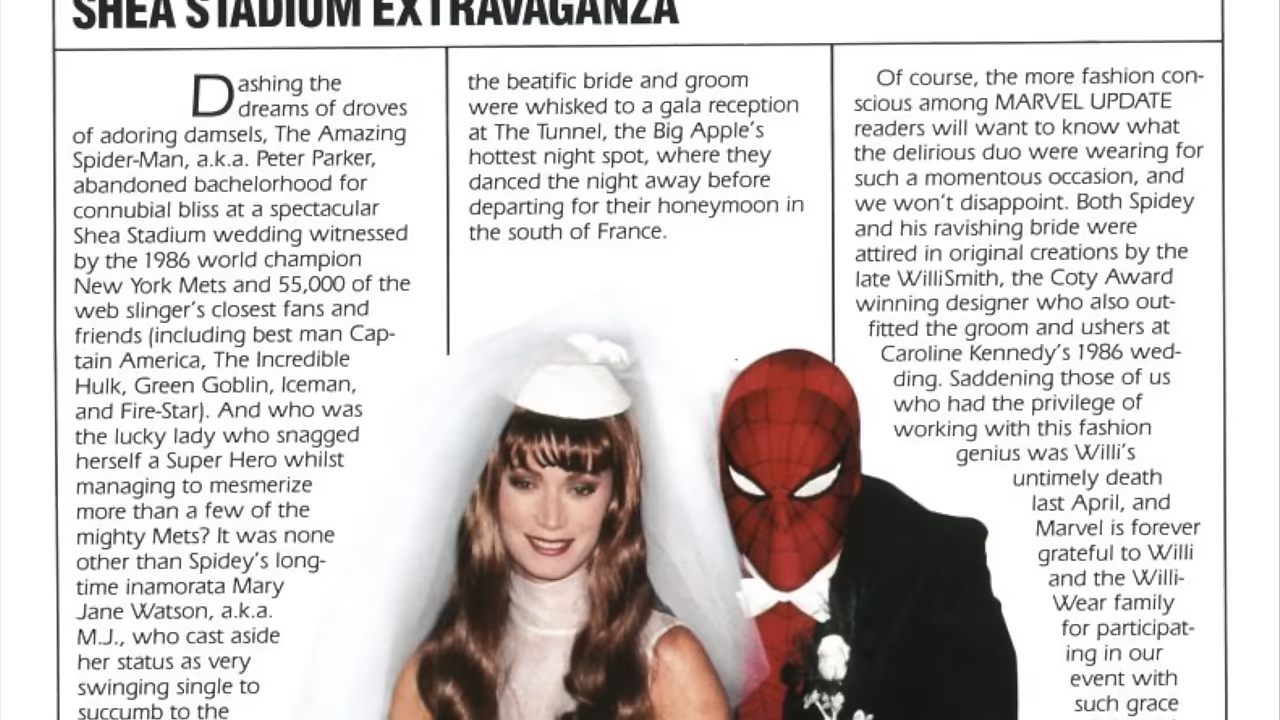 SHEA STADIUM EXTRAVAGANZA
Dashing the
dreams of droves
of adoring damsels, The Amazing
Spider-Man, a.k.a. Peter Parker,
abandoned bachelorhood for
connubial bliss at a spectacular
Shea Stadium wedding witnessed
by the 1986 world champion
New York Mets and 55,000 of the
web slinger's closest fans and
friends (including best man Cap-
tain America, The Incredible
Hulk, Green Goblin, Iceman,
and Fire-Star). And who was
the lucky lady who snagged
herself a Super Hero whilst
managing to mesmerize
more than a few of the
mighty Mets? It was none
other than Spidey's long-
time inamorata Mary
Jane Watson, a.k.a.
M.J., who cast aside
her status as very
swinging single to
succumb to the
the beatific bride and groom
were whisked to a gala reception
at The Tunnel, the Big Apple's
hottest night spot, where they
danced the night away before
departing for their honeymoon in
the south of France.
Of course, the more fashion con-
scious among MARVEL UPDATE
readers will want to know what
the delirious duo were wearing for
such a momentous occasion, and
we won't disappoint. Both Spidey
and his ravishing bride were
attired in original creations by the
late WilliSmith, the Coty Award
winning designer who also out-
fitted the groom and ushers at
Caroline Kennedy's 1986 wed-
ding. Saddening those of us
who had the privilege of
working with this fashion
genius was Willi's
untimely death
last April, and
Marvel is forever
grateful to Willi
and the Willi-
Wear family
for participat-
ing in our
event with
such grace